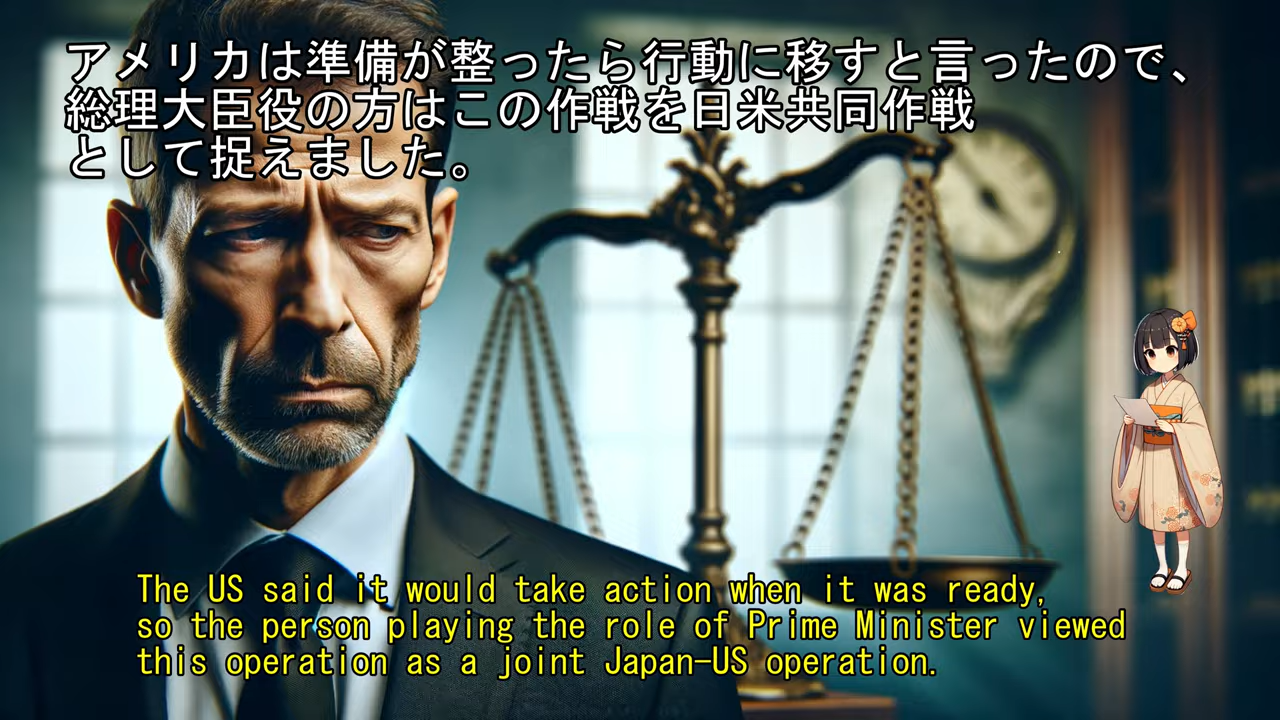 アメリカは準備が整ったら行動に移すと言ったので、
総理大臣役の方はこの作戦を日米共同作戦
として捉えました。
The US said it would take action when it was ready,
so the person playing the role of Prime Minister viewed
this operation as a joint Japan-US operation.